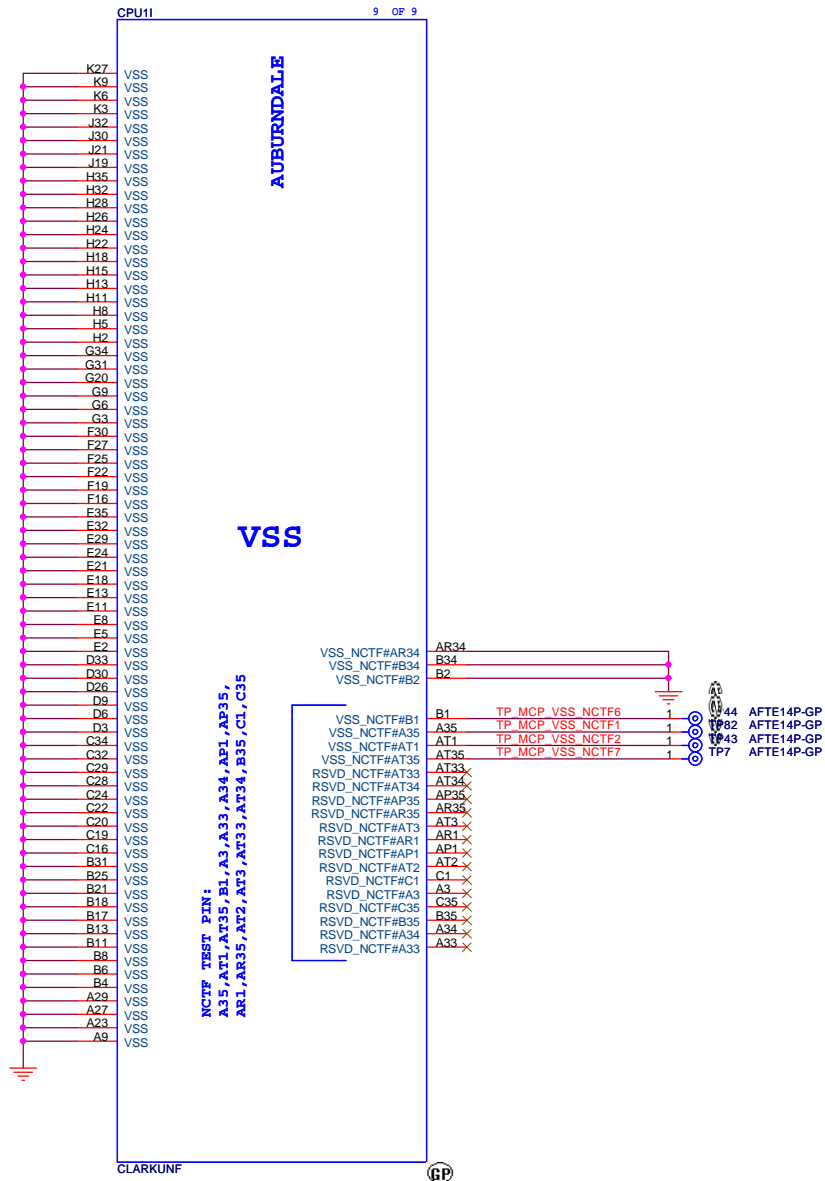 CPU1I
9 OF 9
AUBURNDALE
K27 VSS
K9 VSS
K6 VSS
K3 VSS
J32 VSS
J30 VSS
J21 VSS
J19 VSS
H35 VSS
H32 VSS
H28 VSS
H26 VSS
H24 VSS
H22 VSS
H18 VSS
H15 VSS
H13 VSS
H11 VSS
H8 VSS
H5 VSS
H2 VSS
G34 VSS
G31 VSS
G20 VSS
G9 VSS
G6 VSS
G3 VSS
F30 VSS
F27 VSS
F25 VSS
F22 VSS
F19 VSS
F16 VSS
E35 VSS
E32 VSS
E29 VSS
E24 VSS
E21 VSS
E18 VSS
E13 VSS
E11 VSS
E8 VSS
E5 VSS
E2 VSS
D33 VSS
D30 VSS
D26 VSS
D9 VSS
D6 VSS
D3 VSS
C34 VSS
C32 VSS
C29 VSS
C28 VSS
C24 VSS
C22 VSS
C20 VSS
C19 VSS
C16 VSS
B31 VSS
B25 VSS
B21 VSS
B18 VSS
B17 VSS
B13 VSS
B11 VSS
B8 VSS
B6 VSS
B4 VSS
A29 VSS
A27 VSS
A23 VSS
A9 VSS
VSS
NCTF TEST PIN:
A35,AT1,AT35,B1,A3,A33,A34,AP1,AP35,
AR1,AR35,AT2,AT3,AT33,AT34,B35,C1,C35
VSS_NCTF#AR34 AR34
VSS_NCTF#B34 B34
VSS_NCTF#B2 B2
VSS_NCTF#B1 B1 TP_MCP_VSS_NCTF6 1 44 AFTE14P-GP
VSS_NCTF#A35 A35 TP_MCP_VSS_NCTF1 1 TP82 AFTE14P-GP
VSS_NCTF#AT1 AT1 TP_MCP_VSS_NCTF2 1 TP43 AFTE14P-GP
VSS_NCTF#AT35 AT35 TP_MCP_VSS_NCTF7 1 TP7 AFTE14P-GP
RSVD_NCTF#AT33 AT33
RSVD_NCTF#AT34 AT34
RSVD_NCTF#AP35 AP35
RSVD_NCTF#AR35 AR35
RSVD_NCTF#AT3 AT3
RSVD_NCTF#AR1 AR1
RSVD_NCTF#AP1 AP1
RSVD_NCTF#AT2 AT2
RSVD_NCTF#C1 C1
RSVD_NCTF#A3 A3
RSVD_NCTF#C35 C35
RSVD_NCTF#B35 B35
RSVD_NCTF#A34 A34
RSVD_NCTF#A33 A33
CLARKUNF
GP